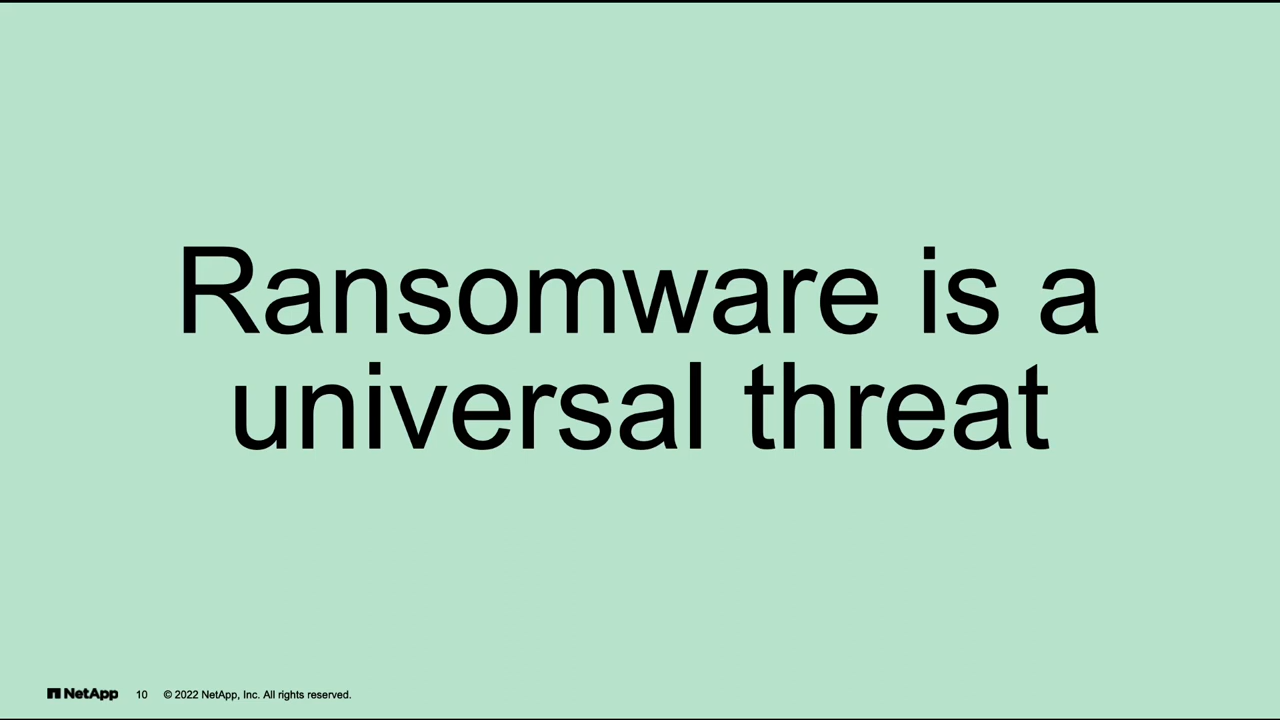 Ransomware is a
universal threat
NetApp 10 © 2022 NetApp, Inc. All rights reserved.